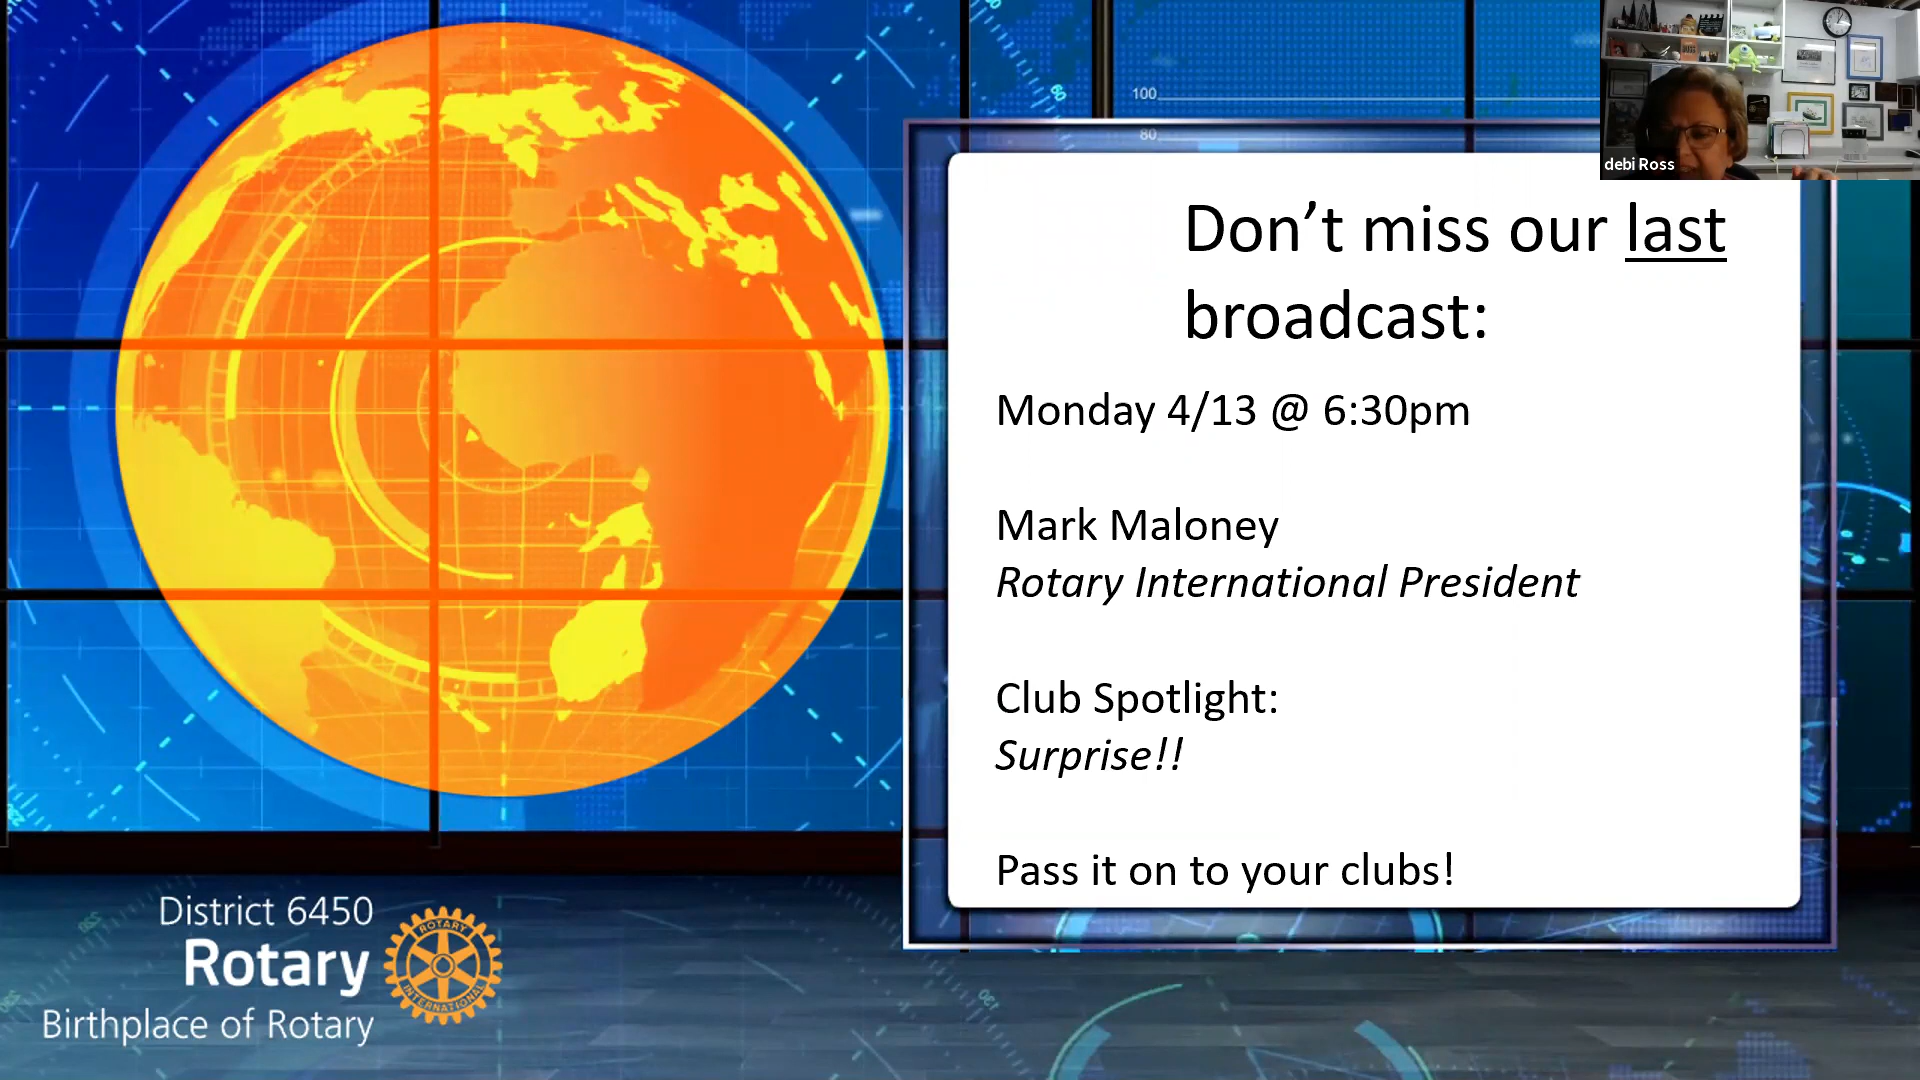 100
80
60
debi Ross
Don't miss our last
broadcast:
Monday 4/13 @ 6:30pm
Mark Maloney
Rotary International President
Club Spotlight:
Surprise!!
Pass it on to your clubs!
District 6450
Rotary
Birthplace of Rotary
ROTARY
INTERNATIONAL